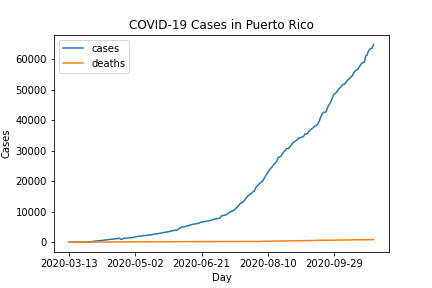 COVID-19 Cases in Puerto Rico
cases
deaths
60000
50000
40000
30000
20000
10000
0
Cases
2020-03-13 2020-05-02 2020-06-21 2020-08-10 2020-09-29
Day